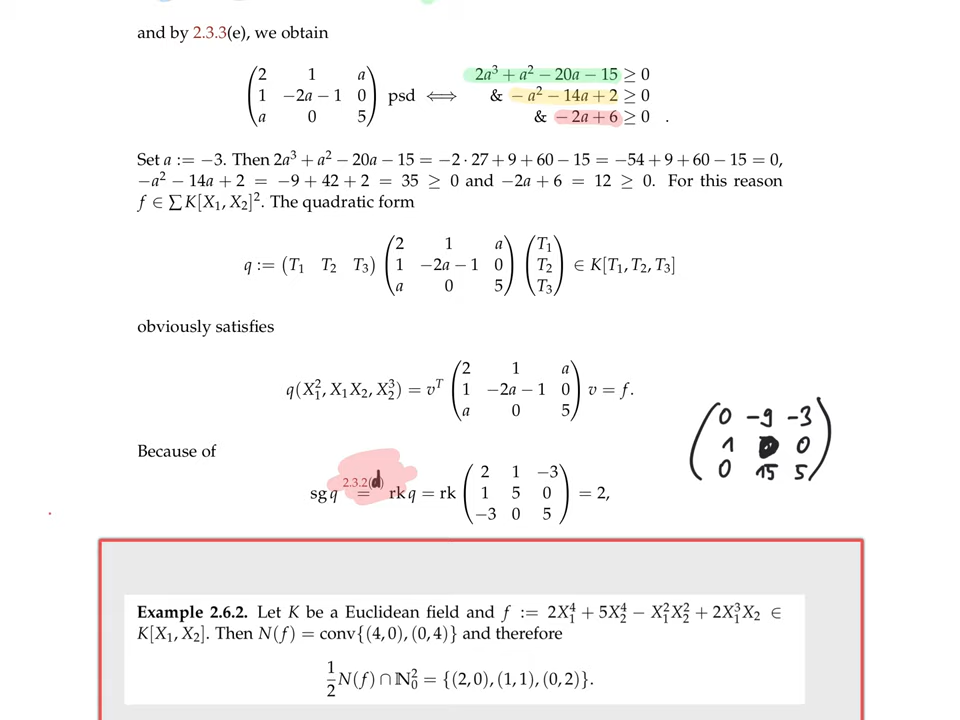 and by 2.3.3(e), we obtain
(2 1 a
1 −2a − 1 0
a 0 5) psd ⟺ 2a³ + a² − 20a − 15 ≥ 0
& − a² − 14a + 2 ≥ 0
& − 2a + 6 ≥ 0 .
Set a := −3. Then 2a³ + a² − 20a − 15 = −2 · 27 + 9 + 60 − 15 = −54 + 9 + 60 − 15 = 0,
−a² − 14a + 2 = −9 + 42 + 2 = 35 ≥ 0 and −2a + 6 = 12 ≥ 0. For this reason
f ∈ ∑ K[X₁, X₂]². The quadratic form
q := (T₁ T₂ T₃) (2 1 a
1 −2a − 1 0
a 0 5) (T₁
T₂
T₃) ∈ K[T₁, T₂, T₃]
obviously satisfies
q(X₁², X₁X₂, X₂³) = vᵀ (2 1 a
1 −2a − 1 0
a 0 5) v = f.
(0 -9 -3
1 0
0 15 5)
Because of
sg q 2.3.2(d = rk q = rk (2 1 −3
1 5 0
−3 0 5) = 2,
Example 2.6.2. Let K be a Euclidean field and f := 2X₁⁴ + 5X₂⁴ − X₁²X₂² + 2X₁³X₂ ∈
K[X₁, X₂]. Then N(f) = conv{(4, 0), (0, 4)} and therefore
1/2 N(f) ∩ ℕ₀² = {(2, 0), (1, 1), (0, 2)}.